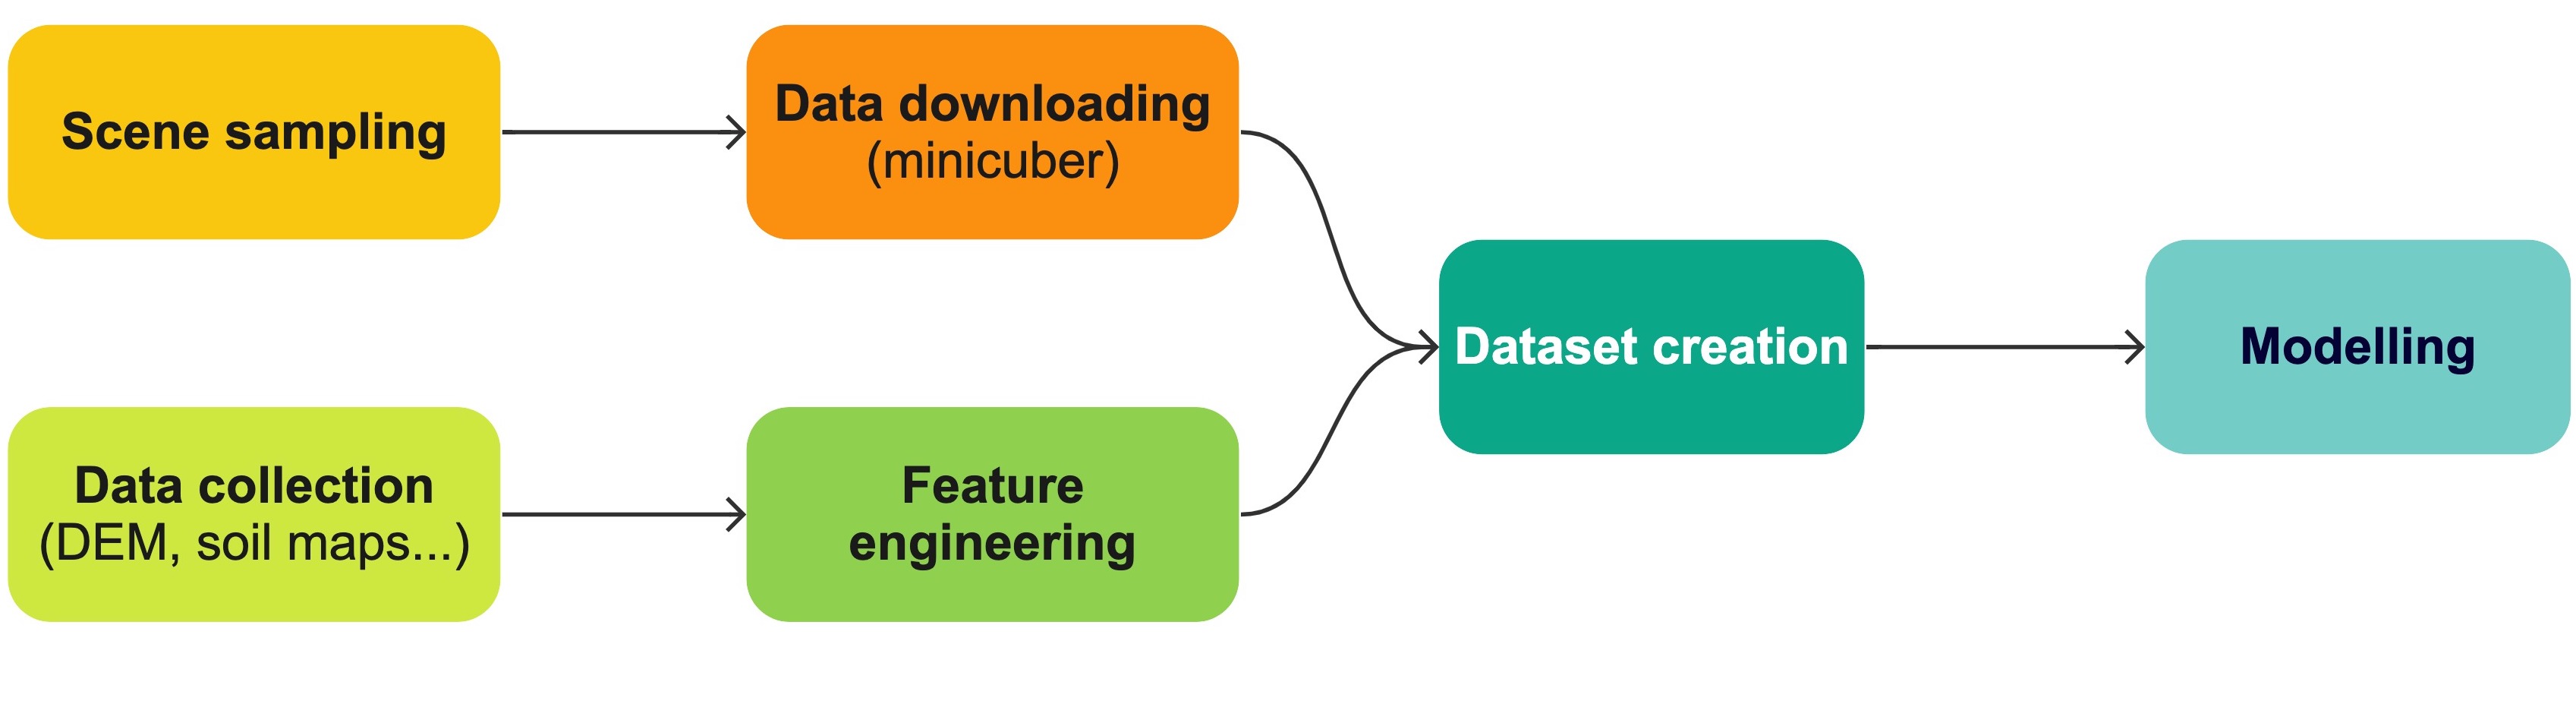 Scene sampling
Data downloading
(minicuber)
Dataset creation
Modelling
Data collection
(DEM, soil maps...)
Feature
engineering